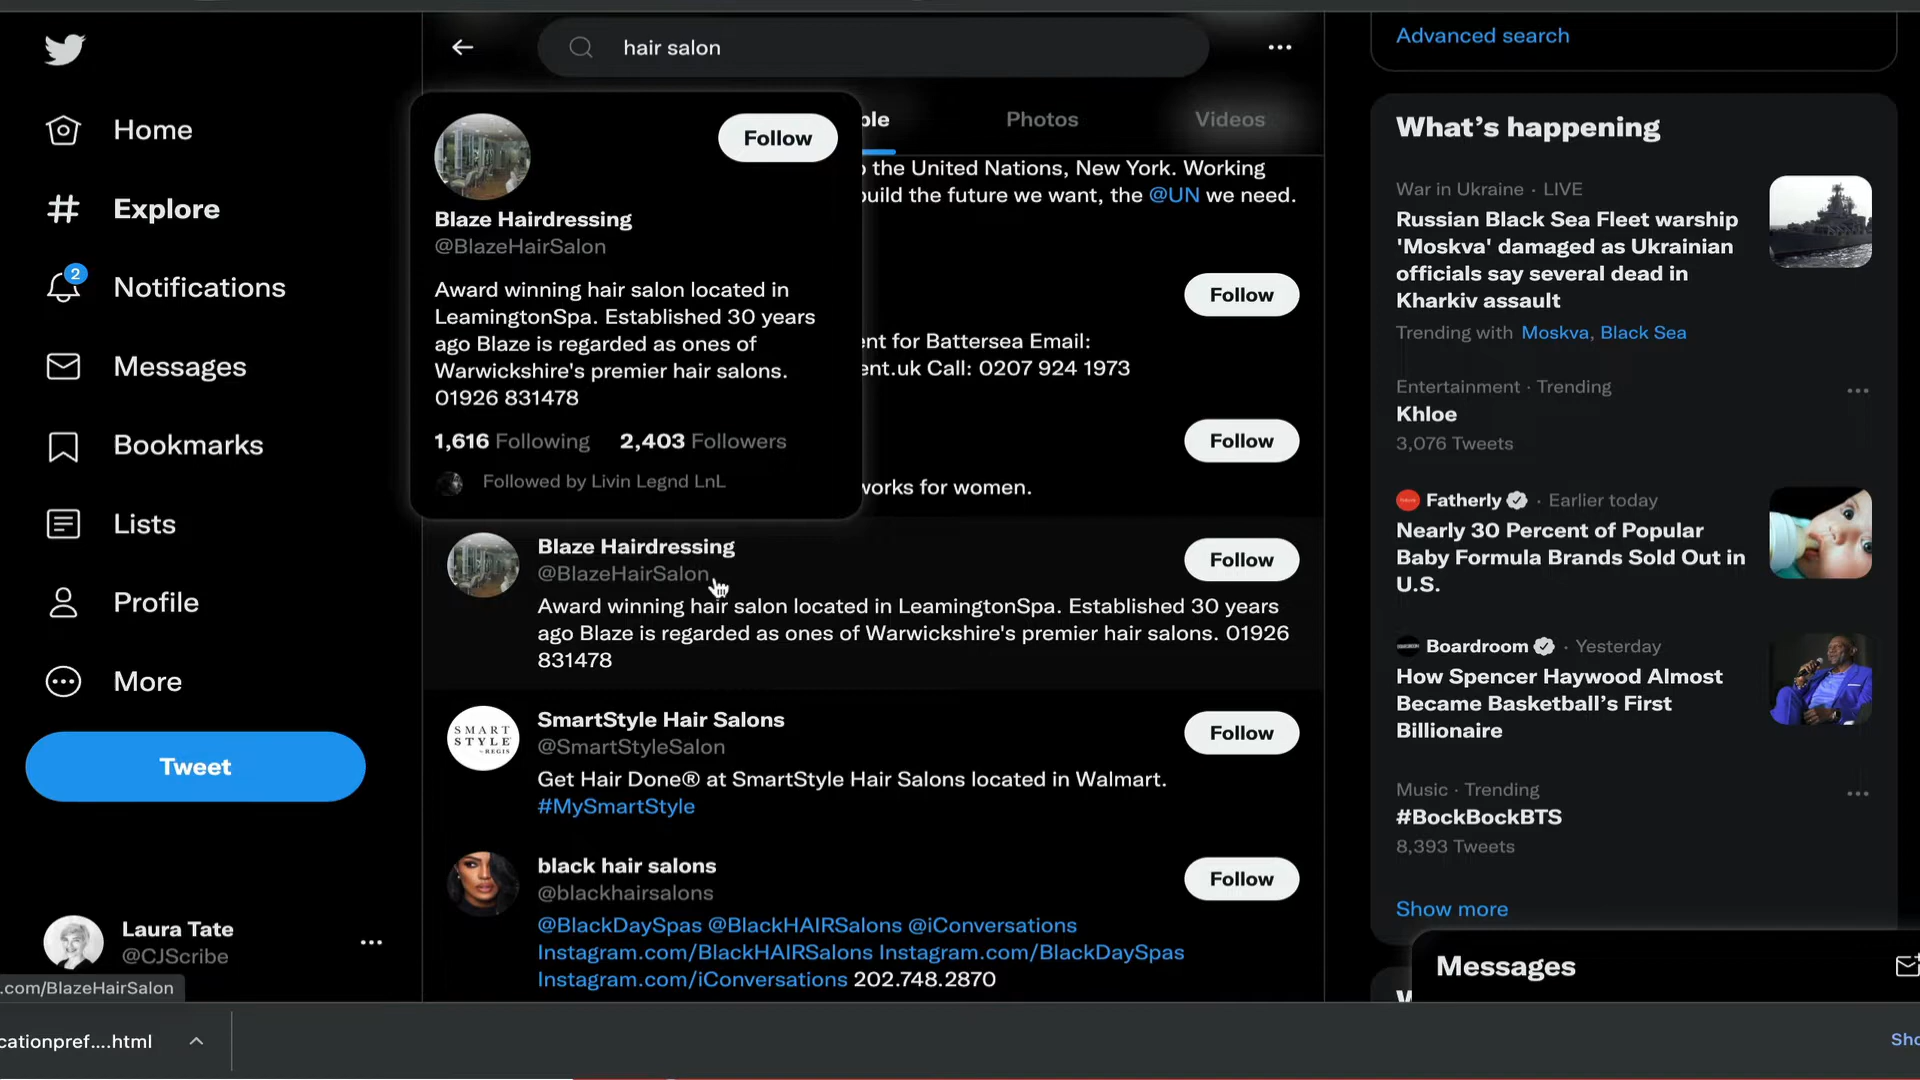 hair salon
Home
Explore
2
Notifications
Messages
Bookmarks
Lists
Profile
More
Tweet
Laura Tate
@CJScribe
.com/BlazeHairSalon
cationpref....html
Follow
Blaze Hairdressing
@BlazeHairSalon
Award winning hair salon located in
LeamingtonSpa. Established 30 years
ago Blaze is regarded as ones of
Warwickshire's premier hair salons.
01926 831478
1,616 Following 2,403 Followers
Followed by Livin Legnd LnL
ple
Photos
Videos
the United Nations, New York. Working
build the future we want, the @UN we need.
Follow
ent for Battersea Email:
ent.uk Call: 0207 924 1973
Follow
works for women.
Blaze Hairdressing
@BlazeHairSalon
Follow
Award winning hair salon located in LeamingtonSpa. Established 30 years
ago Blaze is regarded as ones of Warwickshire's premier hair salons. 01926
831478
SMART
STYLE
REGIS
SmartStyle Hair Salons
@SmartStyleSalon
Follow
Get Hair Done® at SmartStyle Hair Salons located in Walmart.
#MySmartStyle
black hair salons
@blackhairsalons
Follow
@BlackDaySpas @BlackHAIRSalons @iConversations
Instagram.com/BlackHAIRSalons Instagram.com/BlackDaySpas
Instagram.com/iConversations 202.748.2870
Advanced search
What's happening
War in Ukraine · LIVE
Russian Black Sea Fleet warship
'Moskva' damaged as Ukrainian
officials say several dead in
Kharkiv assault
Trending with Moskva, Black Sea
Entertainment · Trending
Khloe
3,076 Tweets
Fatherly · Earlier today
Nearly 30 Percent of Popular
Baby Formula Brands Sold Out in
U.S.
Boardroom · Yesterday
How Spencer Haywood Almost
Became Basketball's First
Billionaire
Music · Trending
#BockBockBTS
8,393 Tweets
Show more
Messages
Sho